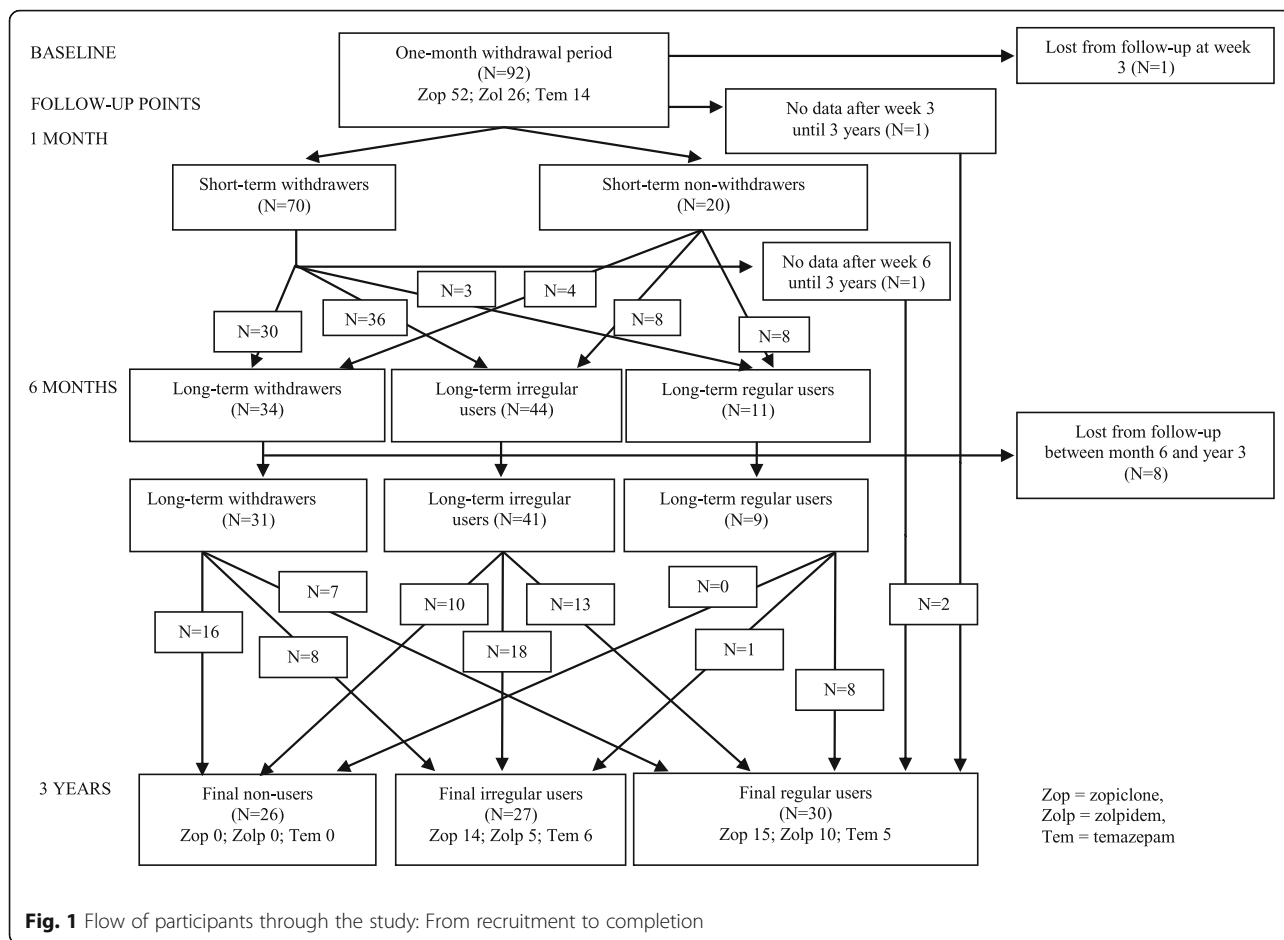 BASELINE
One-month withdrawal period
(N=92)
Zop 52; Zol 26; Tem 14
Lost from follow-up at week
3 (N=1)
FOLLOW-UP POINTS
No data after week 3
until 3 years (N=1)
1 MONTH
Short-term withdrawers
(N=70)
Short-term non-withdrawers
(N=20)
No data after week 6
until 3 years (N=1)
N=3
N=4
N=30
N=36
N=8
N=8
6 MONTHS
Long-term withdrawers
(N=34)
Long-term irregular
users (N=44)
Long-term regular users
(N=11)
Lost from follow-up
between month 6 and year 3
(N=8)
Long-term withdrawers
(N=31)
Long-term irregular
users (N=41)
Long-term regular users
(N=9)
N=16
N=7
N=8
N=10
N=13
N=18
N=0
N=1
N=8
N=2
3 YEARS
Final non-users
(N=26)
Zop 0; Zolp 0; Tem 0
Final irregular users
(N=27)
Zop 14; Zolp 5; Tem 6
Final regular users
(N=30)
Zop 15; Zolp 10; Tem 5
Zop = zopiclone,
Zolp = zolpidem,
Tem = temazepam
Fig. 1 Flow of participants through the study: From recruitment to completion